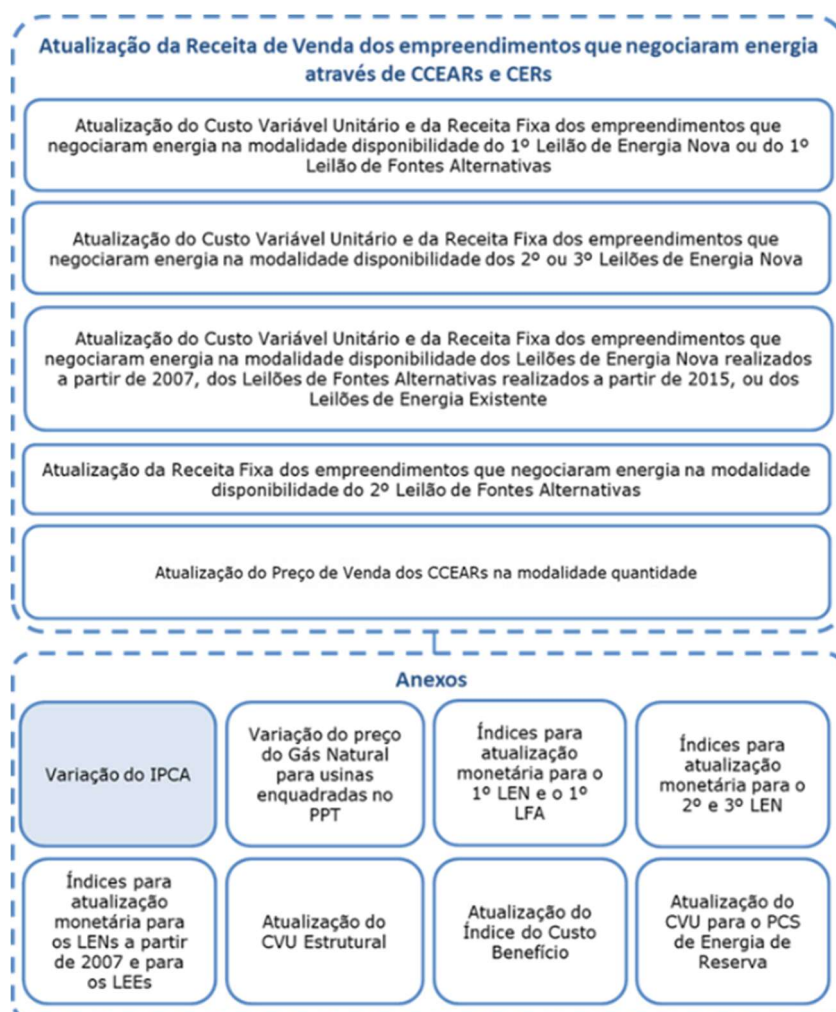 Atualização da Receita de Venda dos empreendimentos que negociaram energia
através de CCEARs e CERs
Atualização do Custo Variável Unitário e da Receita Fixa dos empreendimentos que
negociaram energia na modalidade disponibilidade do 1º Leilão de Energia Nova ou do 1º
Leilão de Fontes Alternativas
Atualização do Custo Variável Unitário e da Receita Fixa dos empreendimentos que
negociaram energia na modalidade disponibilidade dos 2º ou 3º Leilões de Energia Nova
Atualização do Custo Variável Unitário e da Receita Fixa dos empreendimentos que
negociaram energia na modalidade disponibilidade dos Leilões de Energia Nova realizados
a partir de 2007, dos Leilões de Fontes Alternativas realizados a partir de 2015, ou dos
Leilões de Energia Existente
Atualização da Receita Fixa dos empreendimentos que negociaram energia na modalidade
disponibilidade do 2º Leilão de Fontes Alternativas
Atualização do Preço de Venda dos CCEARs na modalidade quantidade
Anexos
Variação do IPCA
Variação do preço
do Gás Natural
para usinas
enquadradas no
PPT
Índices para
atualização
monetária para o
1º LEN e o 1º
LFA
Índices para
atualização
monetária para o
2º e 3º LEN
Índices para
atualização
monetária para
os LENs a partir
de 2007 e para
os LEEs
Atualização do
CVU Estrutural
Atualização do
Índice do Custo
Benefício
Atualização do
CVU para o PCS
de Energia de
Reserva